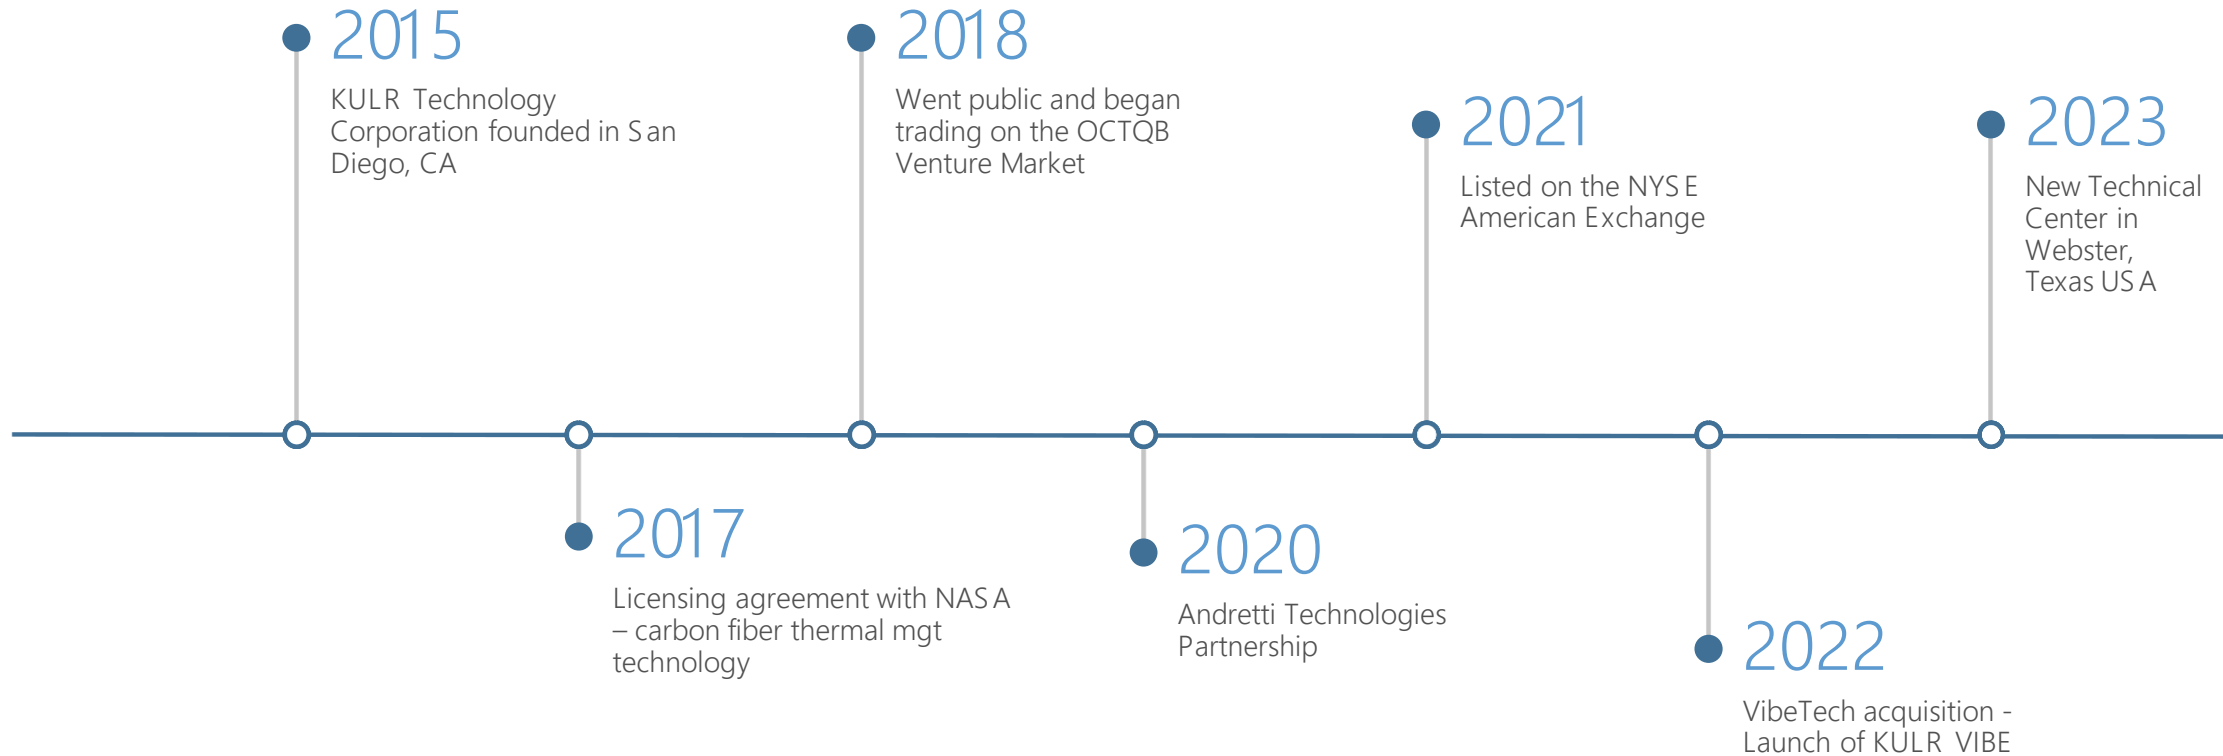 2015
KULR Technology
Corporation founded in San
Diego, CA
2017
Licensing agreement with NASA
– carbon fiber thermal mgt
technology
2018
Went public and began
trading on the OCTQB
Venture Market
2020
Andretti Technologies
Partnership
2021
Listed on the NYSE
American Exchange
2022
VibeTech acquisition -
Launch of KULR VIBE
2023
New Technical
Center in
Webster,
Texas USA